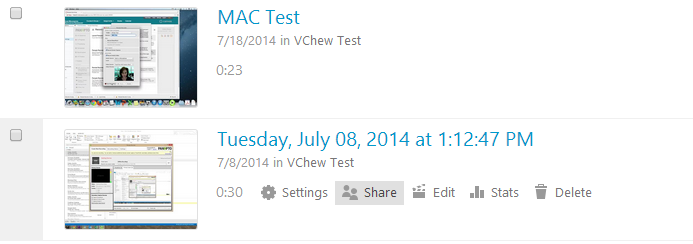 MAC Test
7/18/2014 in VChew Test
0:23
Tuesday, July 08, 2014 at 1:12:47 PM
7/8/2014 in VChew Test
0:30 Settings Share Edit Stats Delete